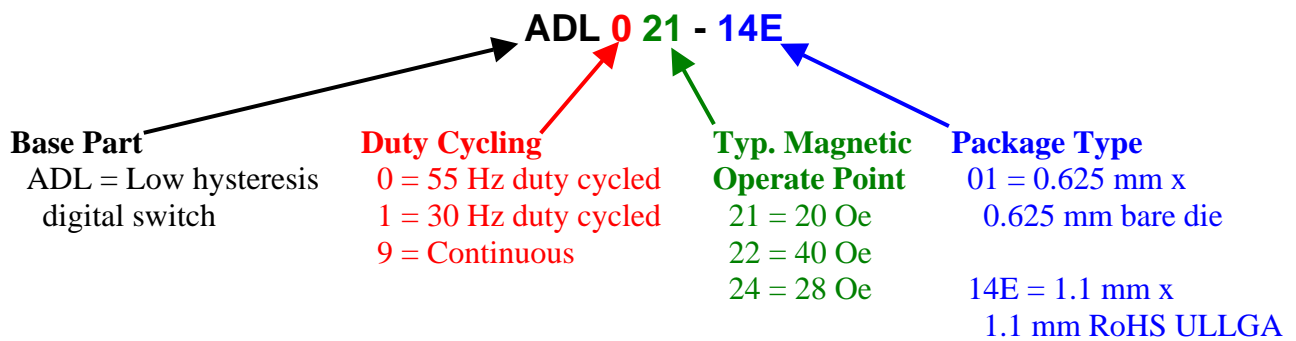 ADL 0 21 - 14E
Base Part
ADL = Low hysteresis
digital switch
Duty Cycling
0 = 55 Hz duty cycled
1 = 30 Hz duty cycled
9 = Continuous
Typ. Magnetic
Operate Point
21 = 20 Oe
22 = 40 Oe
24 = 28 Oe
Package Type
01 = 0.625 mm x
0.625 mm bare die
14E = 1.1 mm x
1.1 mm RoHS ULLGA